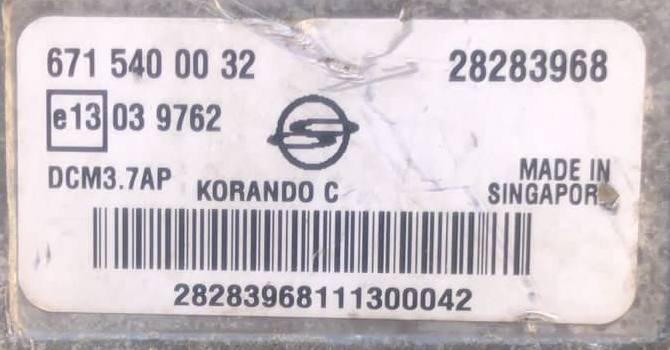 671 540 00 32 28283968
e13 03 9762
DCM3.7AP KORANDO C MADE IN
SINGAPOR
28283968111300042